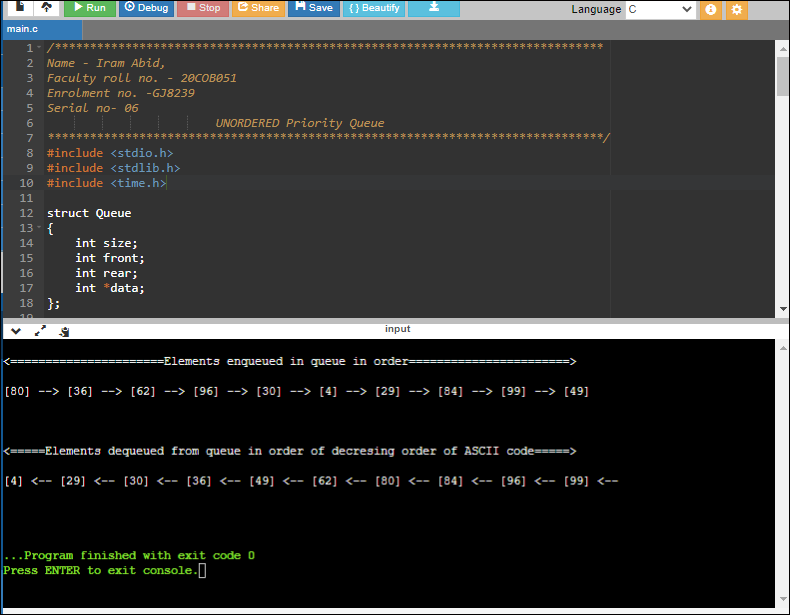 Run Debug Stop Share Save { } Beautify Language C
main.c
1 /******************************************************************************
2 Name - Iram Abid,
3 Faculty roll no. - 20COB051
4 Enrolment no. -GJ8239
5 Serial no- 06
6 UNORDERED Priority Queue
7 *******************************************************************************/
8 #include <stdio.h>
9 #include <stdlib.h>
10 #include <time.h>
11
12 struct Queue
13 {
14 int size;
15 int front;
16 int rear;
17 int *data;
18 };
19
input
<======================Elements enqueued in queue in order=======================>
[80] --> [36] --> [62] --> [96] --> [30] --> [4] --> [29] --> [84] --> [99] --> [49]
<=====Elements dequeued from queue in order of decresing order of ASCII code=====>
[4] <-- [29] <-- [30] <-- [36] <-- [49] <-- [62] <-- [80] <-- [84] <-- [96] <-- [99] <--
...Program finished with exit code 0
Press ENTER to exit console.